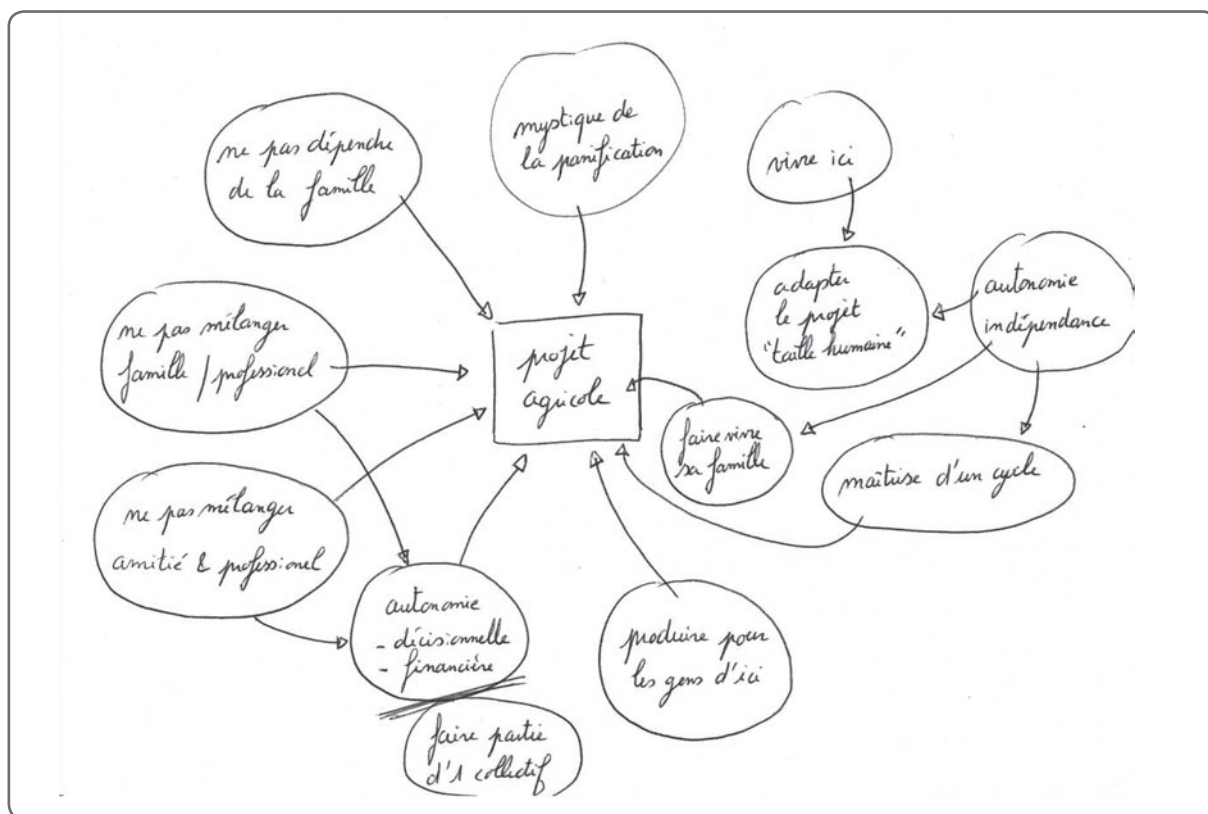 mystique de
la panification
ne pas dépendre
de la famille
vivre ici
adapter
le projet
"taille humaine"
autonomie
indépendance
ne pas mélanger
famille / professionel
projet
agricole
faire vivre
sa famille
maîtrise d'un cycle
ne pas mélanger
amitié & professionel
autonomie
- décisionnelle
- financière
produire pour
les gens d'ici
faire partie
d'1 collectif